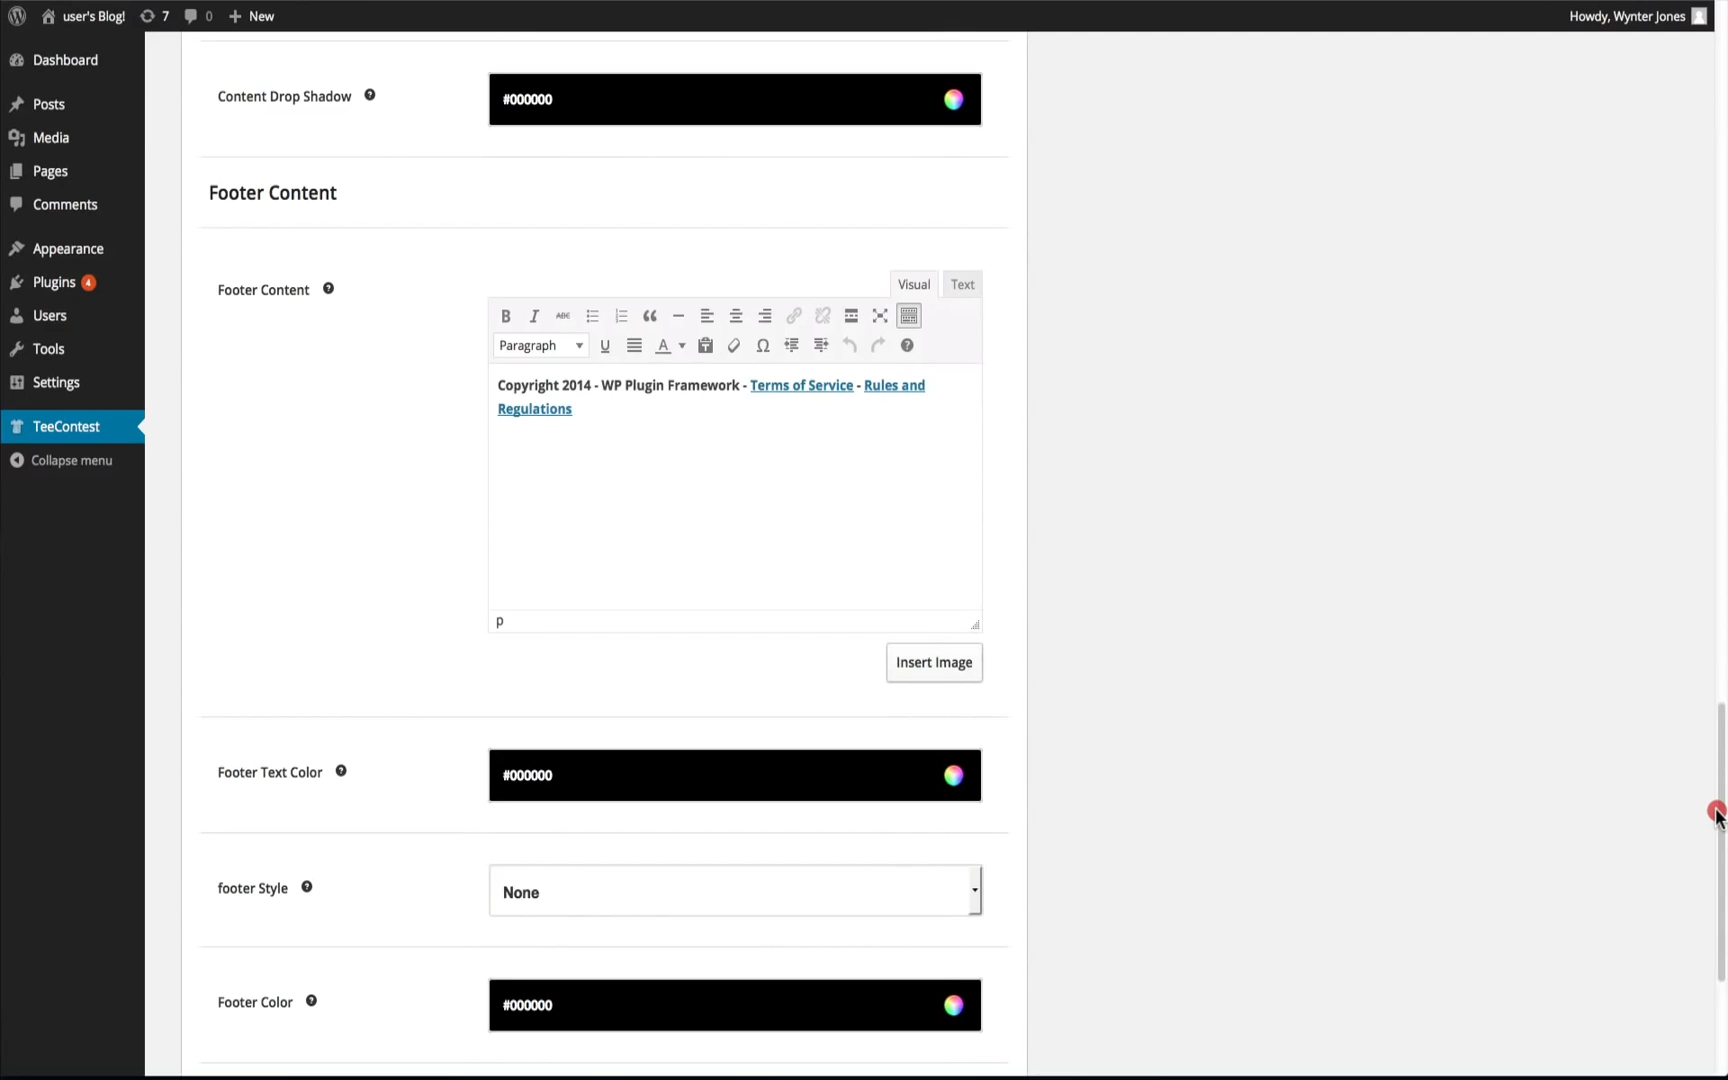 user's Blog! 7 0 New Howdy, Wynter Jones
Dashboard
Posts
Media
Pages
Comments
Appearance
Plugins 4
Users
Tools
Settings
TeeContest
Collapse menu
Content Drop Shadow #000000
Footer Content
Footer Content
Visual Text
B I ABC
Paragraph U A Ω
Copyright 2014 - WP Plugin Framework - Terms of Service - Rules and
Regulations
p
Insert Image
Footer Text Color #000000
footer Style None
Footer Color #000000